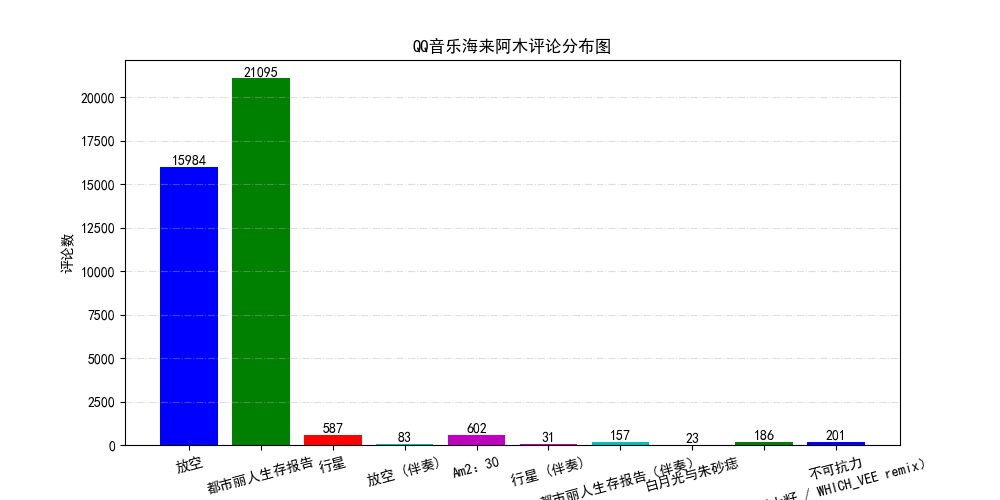 QQ音乐海来阿木评论分布图
评论数
20000
17500
15000
12500
10000
7500
5000
2500
0
15984
21095
587
83
602
31
157
23
186
201
放空
都市丽人生存报告
行星
放空（伴奏）
Am2：30
行星（伴奏）
都市丽人生存报告（伴奏）
白月光与朱砂痣
/ WHICH_VEE remix）
不可抗力